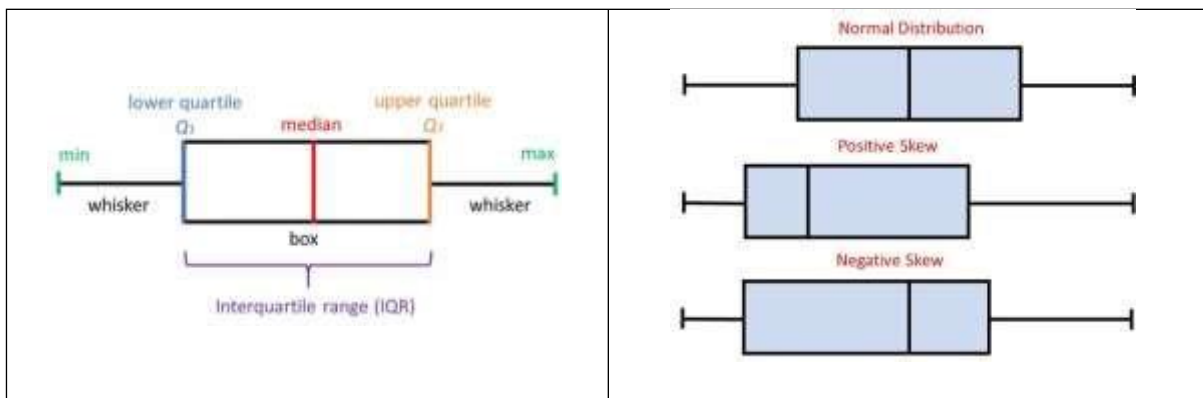 lower quartile
Q₁
median
upper quartile
Q₃
min
max
whisker
whisker
box
Interquartile range (IQR)
Normal Distribution
Positive Skew
Negative Skew